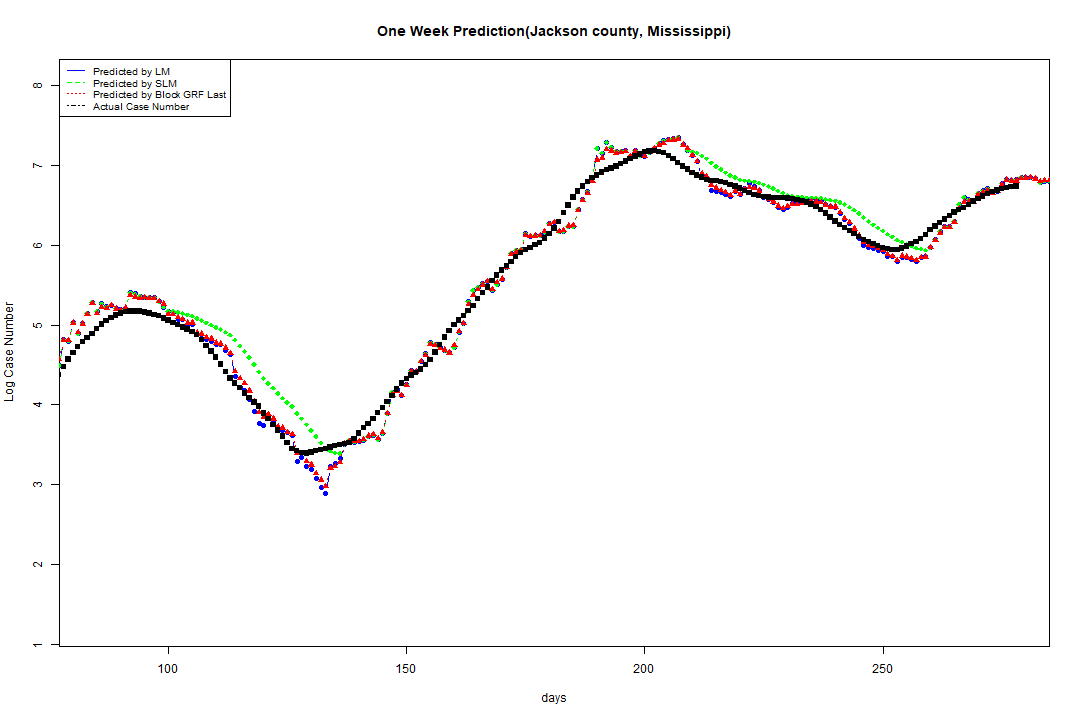 One Week Prediction(Jackson county, Mississippi)
Predicted by LM
Predicted by SLM
Predicted by Block GRF Last
Actual Case Number
8
7
6
5
4
3
2
1
Log Case Number
100 150 200 250
days